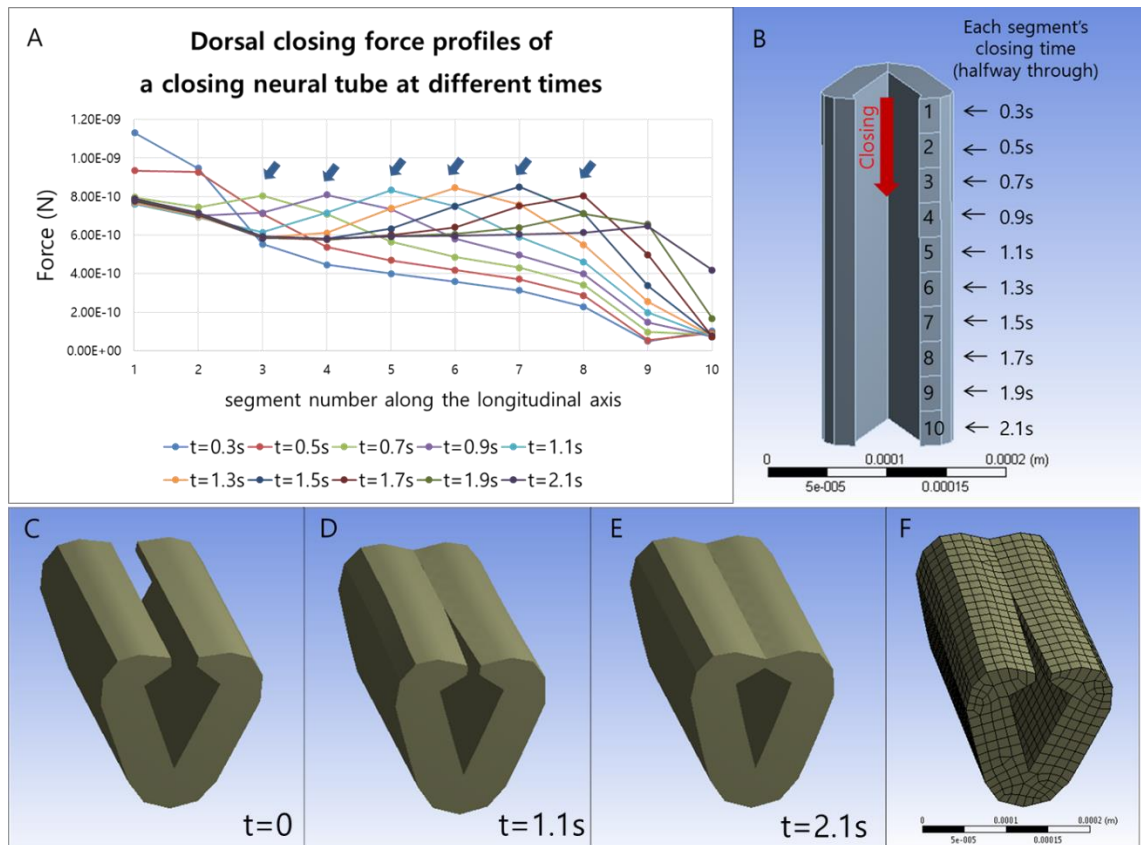 A
Dorsal closing force profiles of
a closing neural tube at different times
Force (N)
1.20E-09
1.00E-09
8.00E-10
6.00E-10
4.00E-10
2.00E-10
0.00E+00
1 2 3 4 5 6 7 8 9 10
segment number along the longitudinal axis
t=0.3s t=0.5s t=0.7s t=0.9s t=1.1s
t=1.3s t=1.5s t=1.7s t=1.9s t=2.1s
B
Each segment's
closing time
(halfway through)
Closing
1 ← 0.3s
2 ← 0.5s
3 ← 0.7s
4 ← 0.9s
5 ← 1.1s
6 ← 1.3s
7 ← 1.5s
8 ← 1.7s
9 ← 1.9s
10 ← 2.1s
0 0.0001 0.0002 (m)
5e-005 0.00015
C
t=0
D
t=1.1s
E
t=2.1s
F
0 0.0001 0.0002 (m)
5e-005 0.00015